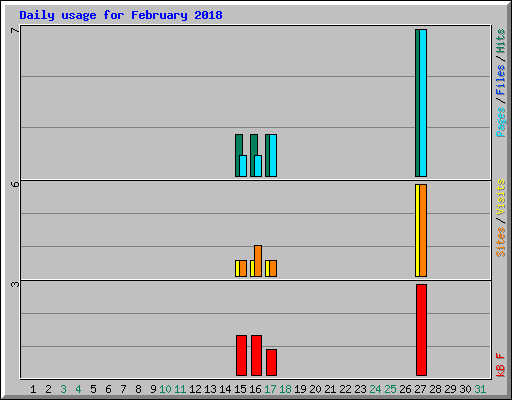 Daily usage for February 2018
7
6
3
Pages / Files / Hits
Sites / Visits
kB F
1 2 3 4 5 6 7 8 9 10 11 12 13 14 15 16 17 18 19 20 21 22 23 24 25 26 27 28 29 30 31